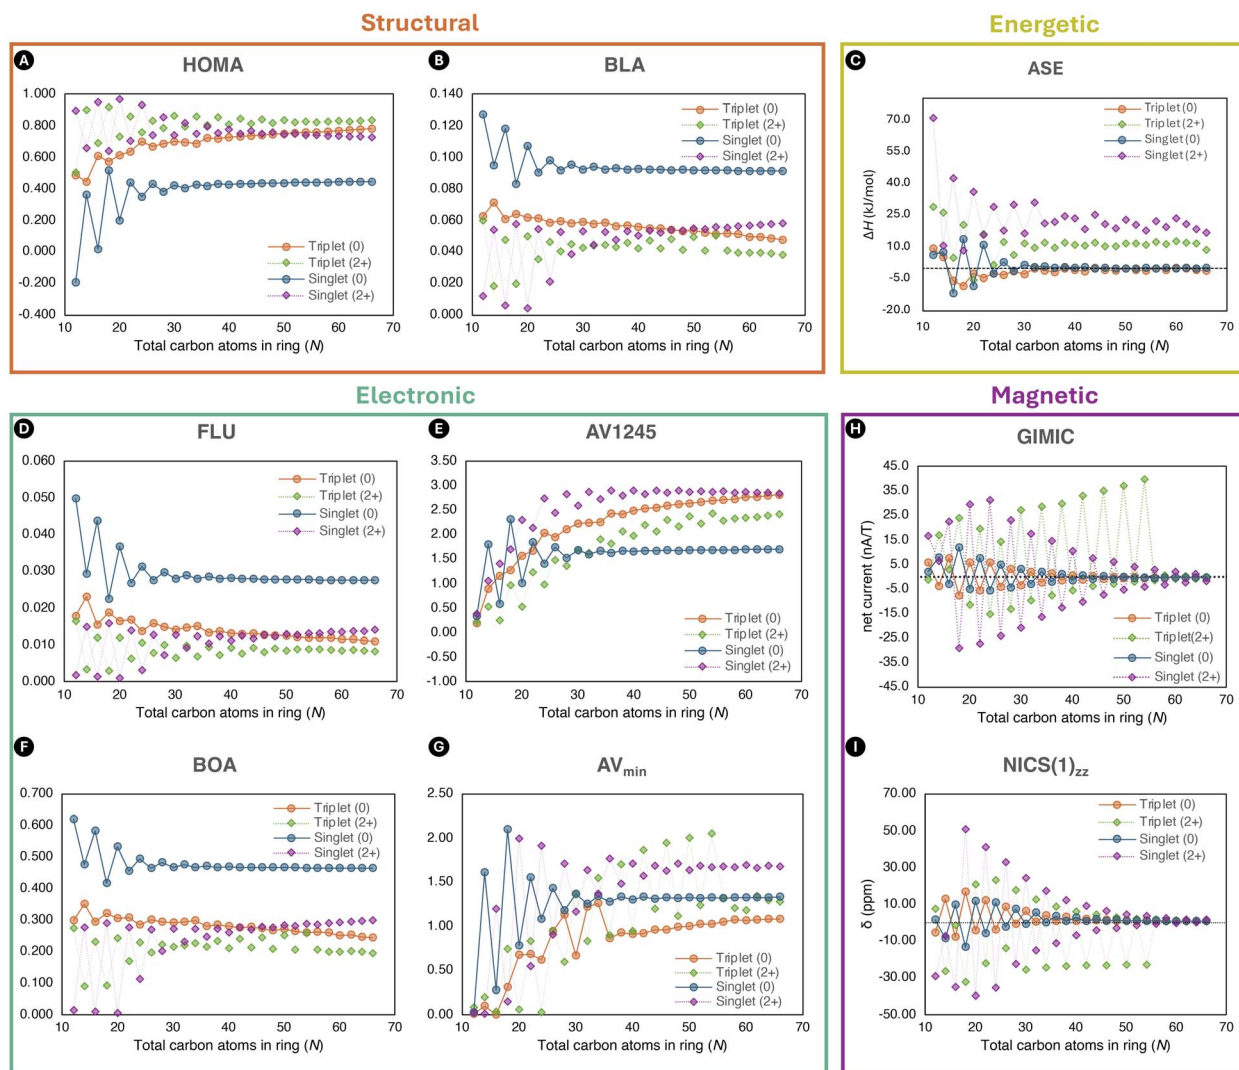 Structural
Energetic
A
HOMA
1.000
0.800
0.600
0.400
0.200
0.000
-0.200
-0.400
10 20 30 40 50 60 70
Triplet (0)
Triplet (2+)
Singlet (0)
Singlet (2+)
Total carbon atoms in ring (N)
B
BLA
0.140
0.120
0.100
0.080
0.060
0.040
0.020
0.000
10 20 30 40 50 60 70
Triplet (0)
Triplet (2+)
Singlet (0)
Singlet (2+)
Total carbon atoms in ring (N)
C
ASE
ΔH (kJ/mol)
70.0
55.0
40.0
25.0
10.0
-5.0
-20.0
10 20 30 40 50 60 70
Triplet (0)
Triplet (2+)
Singlet (0)
Singlet (2+)
Total carbon atoms in ring (N)
Electronic
Magnetic
D
FLU
0.060
0.050
0.040
0.030
0.020
0.010
0.000
10 20 30 40 50 60 70
Triplet (0)
Triplet (2+)
Singlet (0)
Singlet (2+)
Total carbon atoms in ring (N)
E
AV1245
3.50
3.00
2.50
2.00
1.50
1.00
0.50
0.00
-0.50
-1.00
10 20 30 40 50 60 70
Triplet (0)
Triplet (2+)
Singlet (0)
Singlet (2+)
Total carbon atoms in ring (N)
H
GIMIC
net current (nA/T)
45.0
35.0
25.0
15.0
5.0
-5.0
-15.0
-25.0
-35.0
-45.0
10 20 30 40 50 60 70
Triplet (0)
Triplet(2+)
Singlet (0)
Singlet (2+)
Total carbon atoms in ring (N)
F
BOA
0.700
0.600
0.500
0.400
0.300
0.200
0.100
0.000
10 20 30 40 50 60 70
Triplet (0)
Triplet (2+)
Singlet (0)
Singlet (2+)
Total carbon atoms in ring (N)
G
AVmin
2.50
2.00
1.50
1.00
0.50
0.00
10 20 30 40 50 60 70
Triplet (0)
Triplet (2+)
Singlet (0)
Singlet (2+)
Total carbon atoms in ring (N)
I
NICS(1)zz
δ (ppm)
70.00
50.00
30.00
10.00
-10.00
-30.00
-50.00
10 20 30 40 50 60 70
Triplet (0)
Triplet (2+)
Singlet (0)
Singlet (2+)
Total carbon atoms in ring (N)